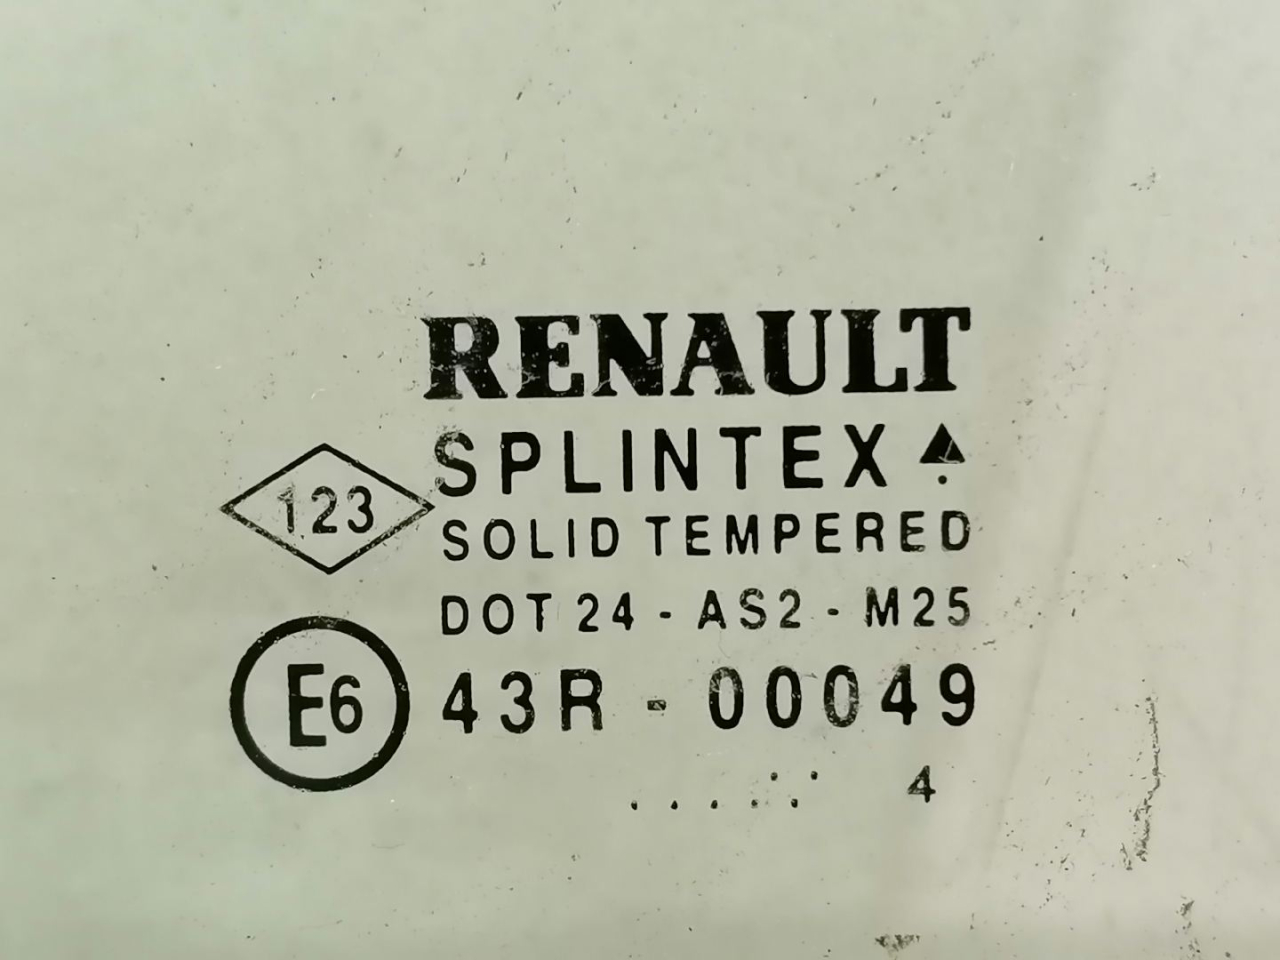 RENAULT
SPLINTEX
123
SOLID TEMPERED
DOT 24 - AS2 - M25
E6 43R - 00049
4